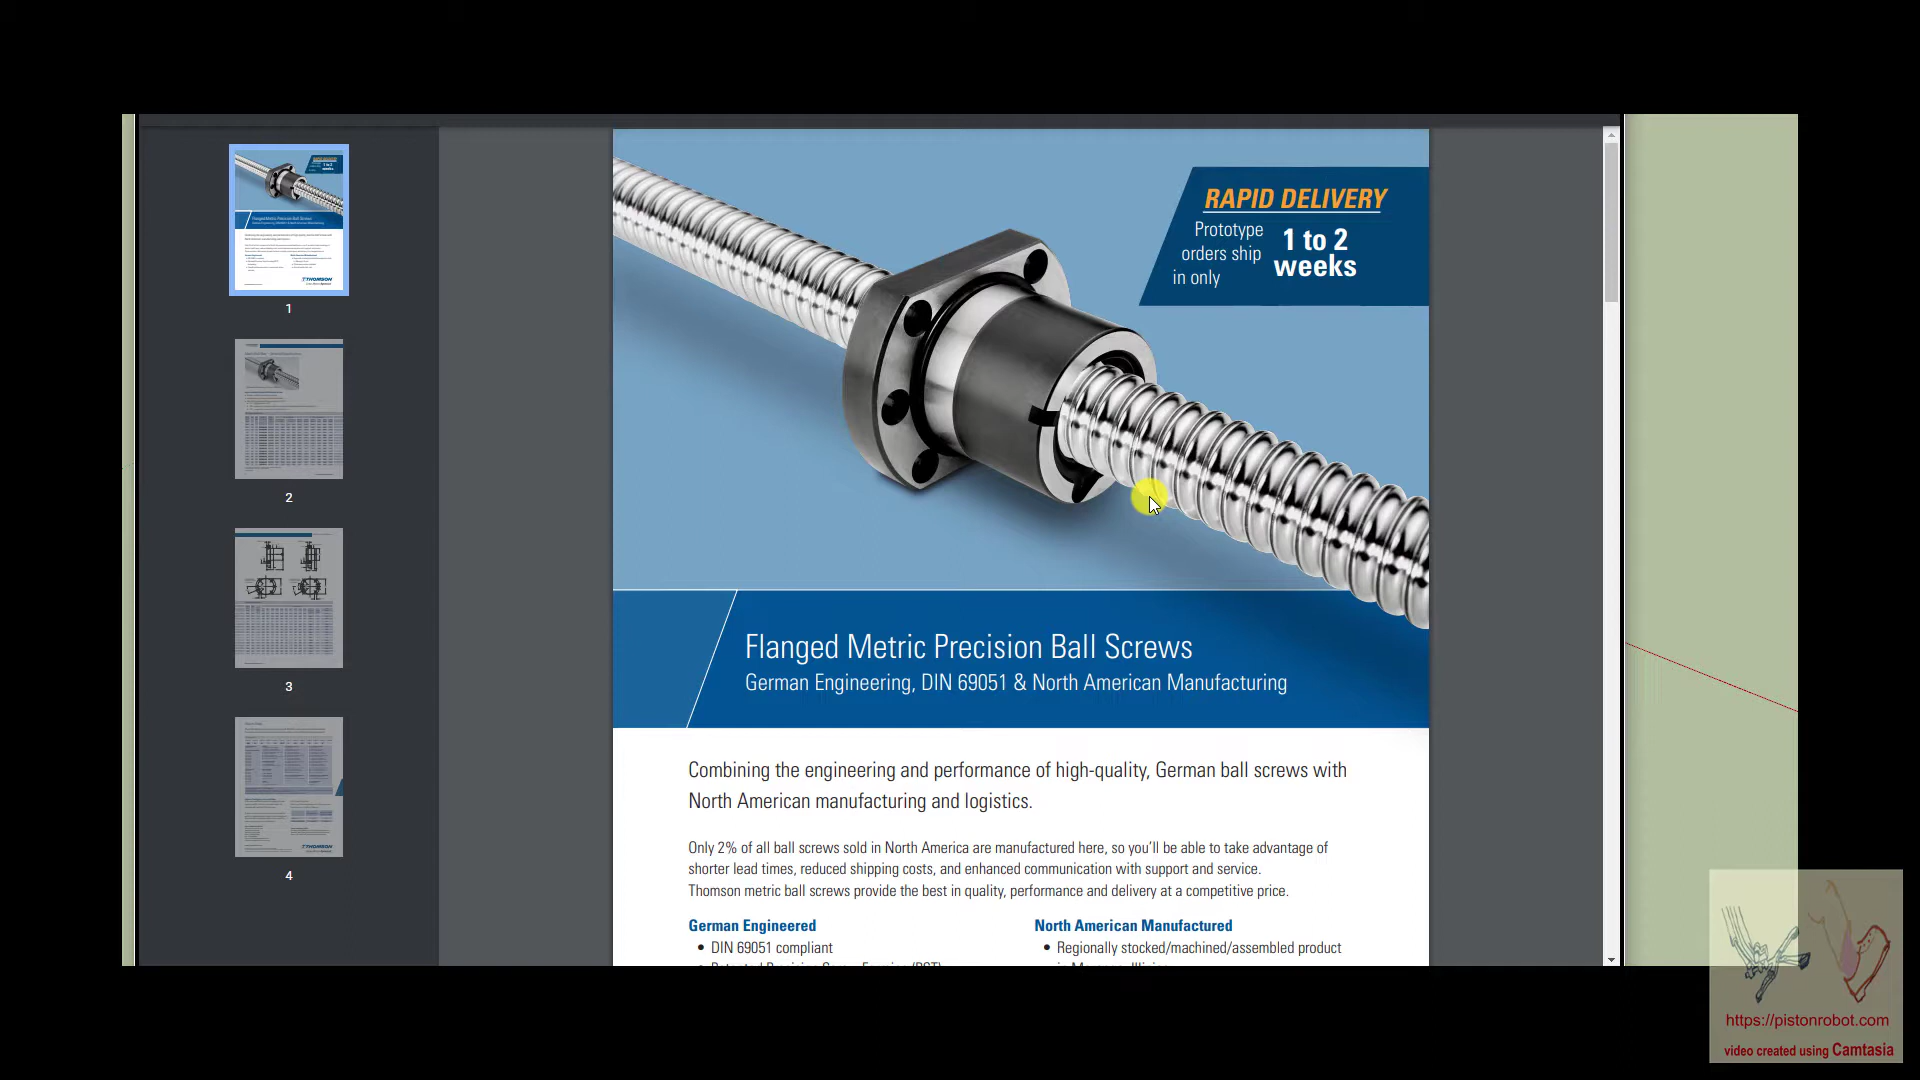 RAPID DELIVERY
Prototype
orders ship
in only
1 to 2
weeks
Flanged Metric Precision Ball Screws
German Engineering, DIN 69051 & North American Manufacturing
Combining the engineering and performance of high-quality, German ball screws with
North American manufacturing and logistics.
Only 2% of all ball screws sold in North America are manufactured here, so you'll be able to take advantage of
shorter lead times, reduced shipping costs, and enhanced communication with support and service.
Thomson metric ball screws provide the best in quality, performance and delivery at a competitive price.
German Engineered
• DIN 69051 compliant
North American Manufactured
• Regionally stocked/machined/assembled product
1
2
3
4
THOMSON
https://pistonrobot.com
video created using Camtasia